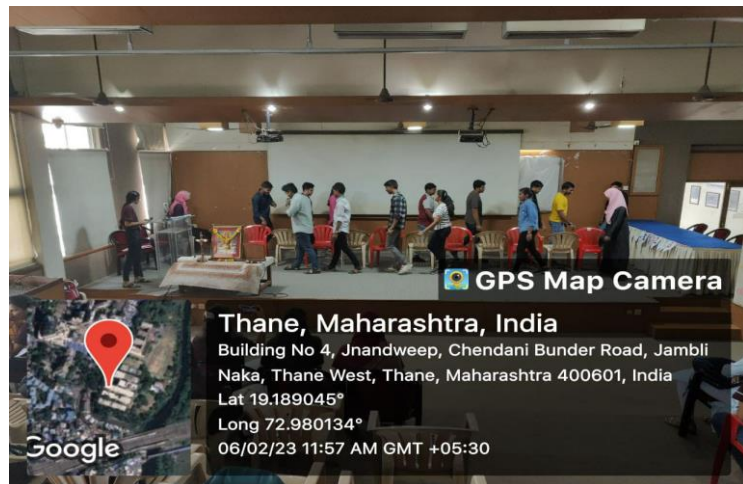 GPS Map Camera
Thane, Maharashtra, India
Building No 4, Jnandweep, Chendani Bunder Road, Jambli
Naka, Thane West, Thane, Maharashtra 400601, India
Lat 19.189045°
Long 72.980134°
06/02/23 11:57 AM GMT +05:30
Google